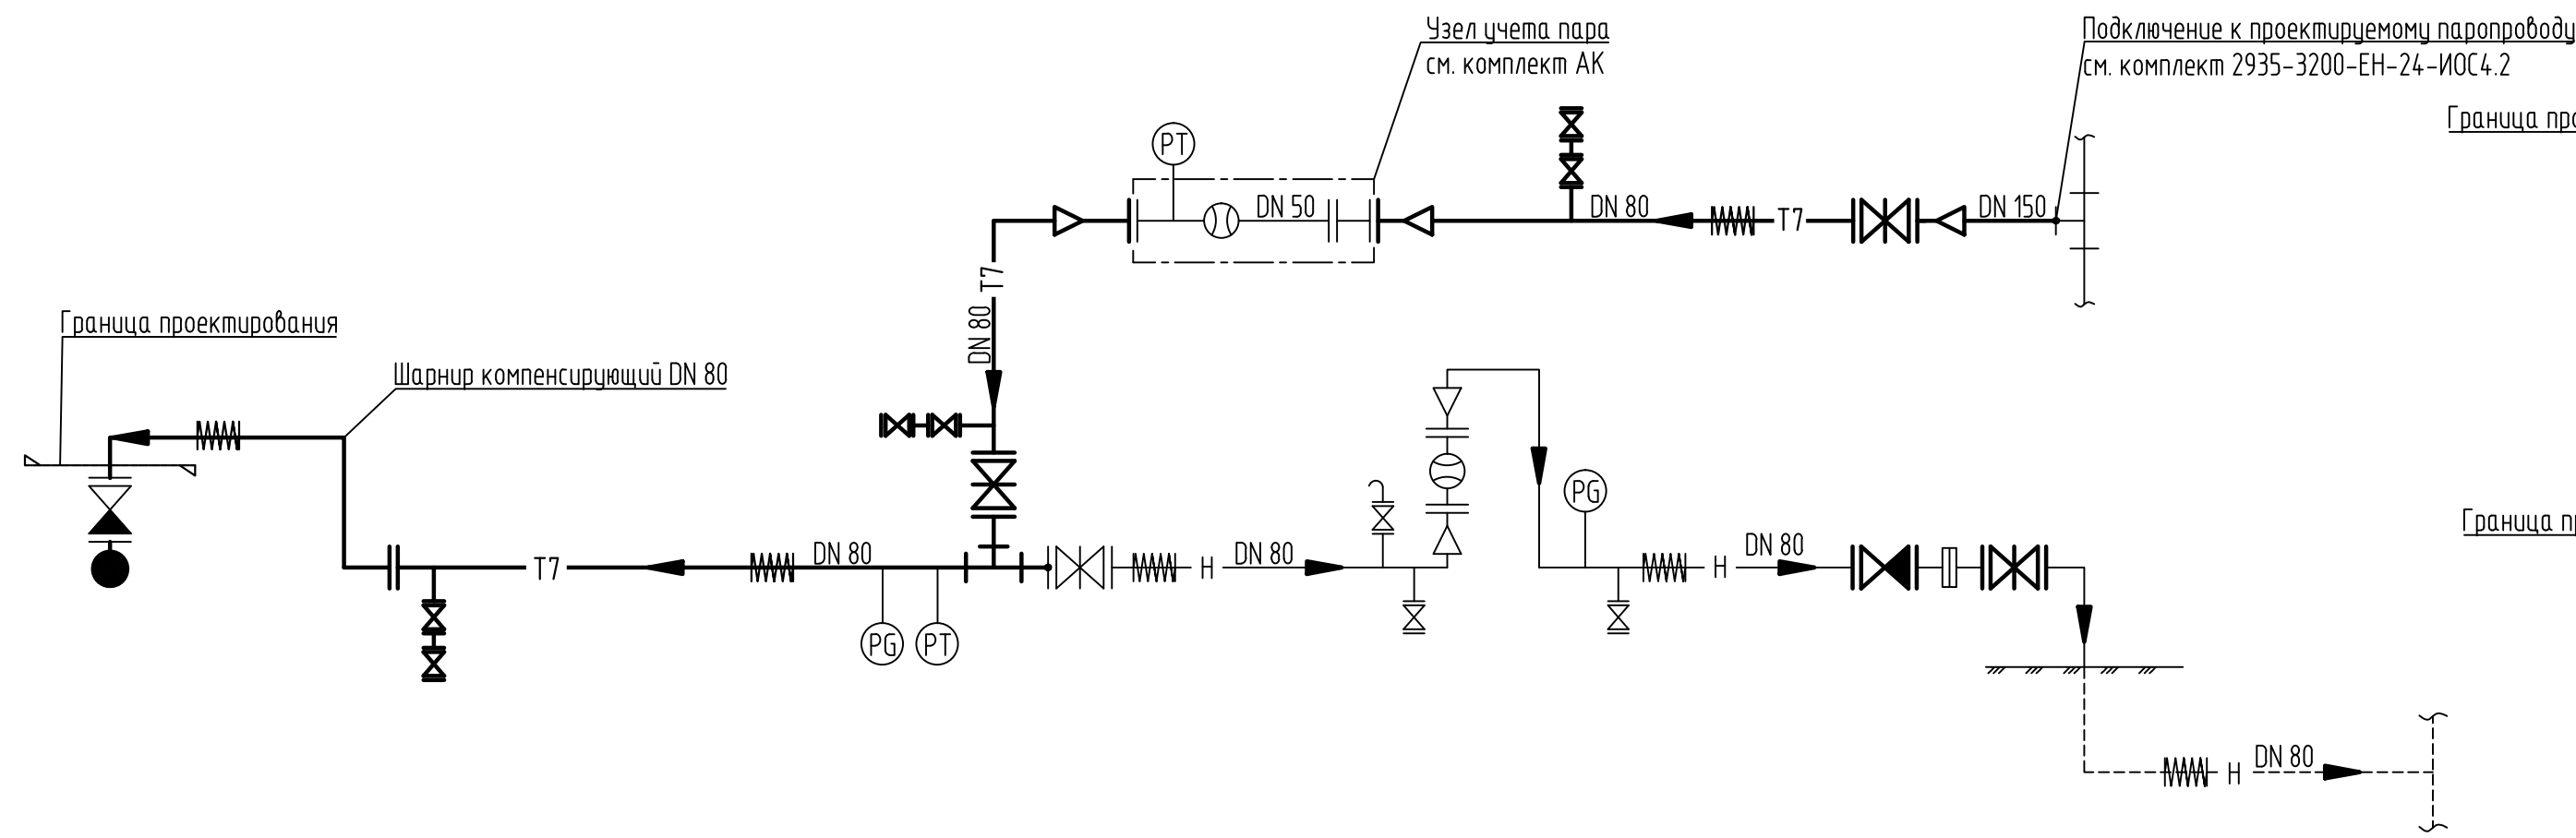 Узел учета пара
см. комплект АК
Подключение к проектируемому паропроводу
см. комплект 2935-3200-ЕН-24-ИОС4.2
Граница
PT
DN 50
DN 80
T7
DN 150
T7
DN 80
Граница проектирования
Шарнир компенсирующий DN 80
PG
Граница
T7
DN 80
H
DN 80
DN 80
H
PG
PT
DN 80
H